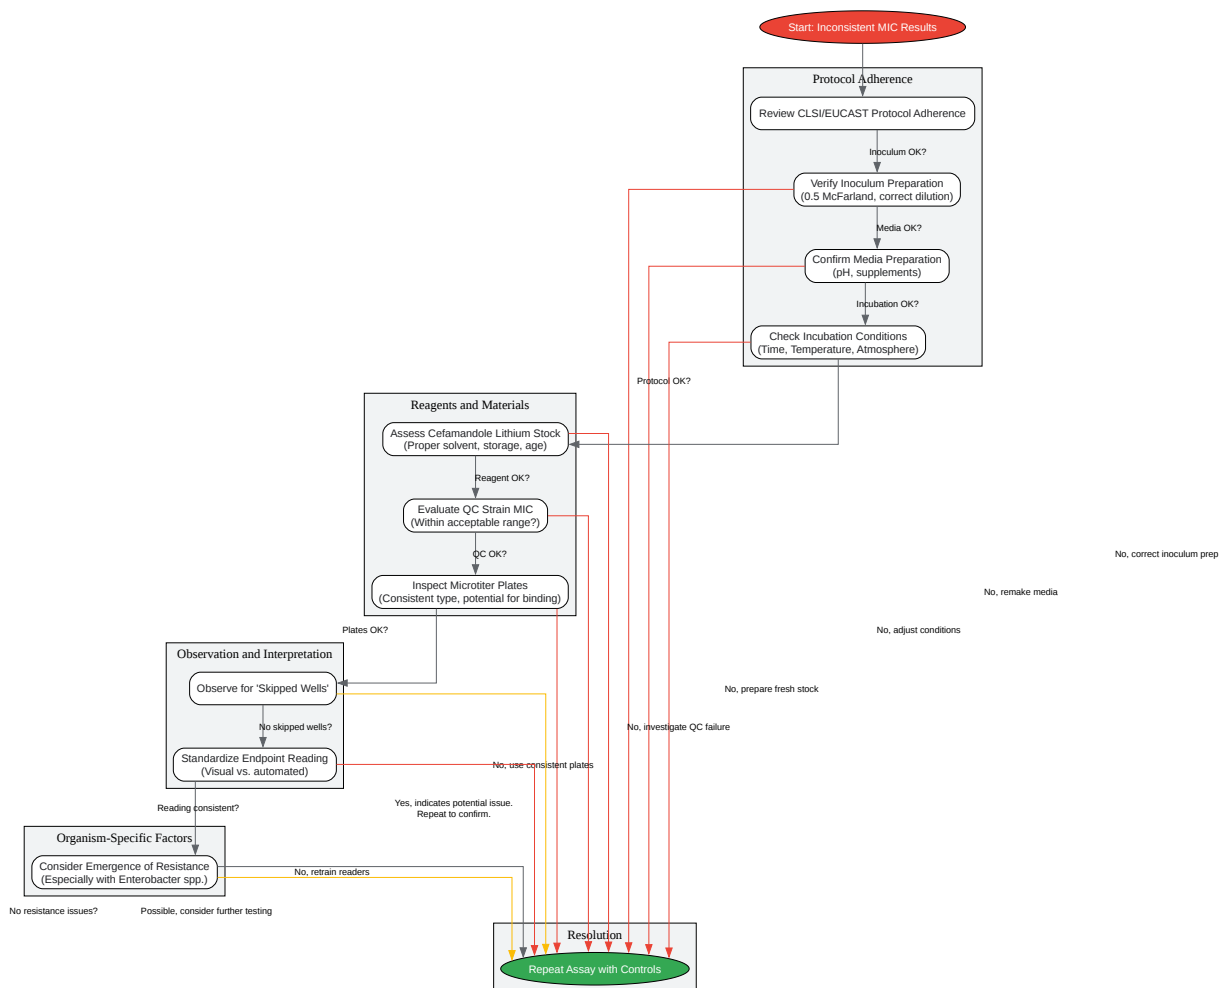 Start: Inconsistent MIC Results
Protocol Adherence
Review CLSI/EUCAST Protocol Adherence
Inoculum OK?
Verify Inoculum Preparation
(0.5 McFarland, correct dilution)
Media OK?
Confirm Media Preparation
(pH, supplements)
Incubation OK?
Check Incubation Conditions
(Time, Temperature, Atmosphere)
Protocol OK?
Reagents and Materials
Assess Cefamandole Lithium Stock
(Proper solvent, storage, age)
Reagent OK?
Evaluate QC Strain MIC
(Within acceptable range?)
QC OK?
No, correct inoculum prep
Inspect Microtiter Plates
(Consistent type, potential for binding)
No, remake media
Plates OK?
No, adjust conditions
Observation and Interpretation
Observe for 'Skipped Wells'
No, prepare fresh stock
No skipped wells?
No, investigate QC failure
Standardize Endpoint Reading
(Visual vs. automated)
No, use consistent plates
Reading consistent?
Yes, indicates potential issue.
Repeat to confirm.
Organism-Specific Factors
Consider Emergence of Resistance
(Especially with Enterobacter spp.)
No, retrain readers
No resistance issues?
Possible, consider further testing
Resolution
Repeat Assay with Controls